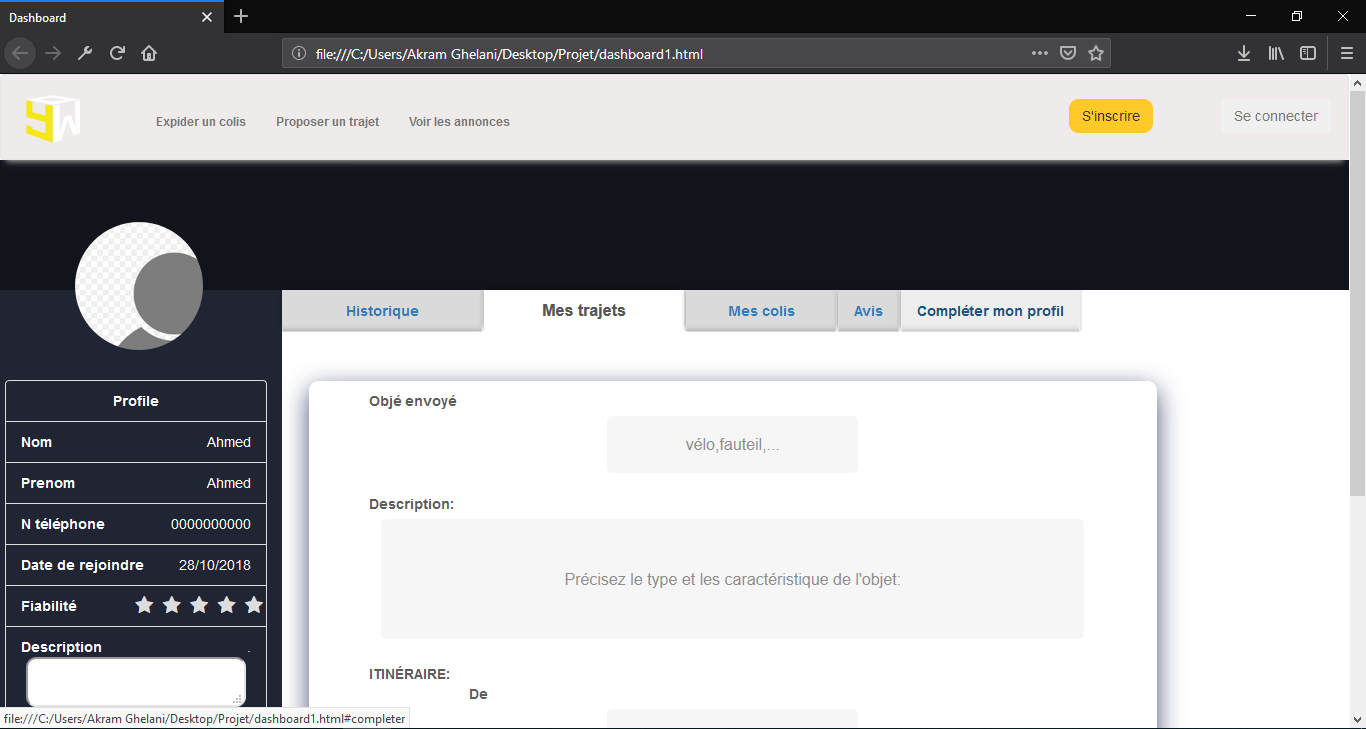 Dashboard
file:///C:/Users/Akram Ghelani/Desktop/Projet/dashboard1.html
Expider un colis Proposer un trajet Voir les annonces S'inscrire Se connecter
Historique Mes trajets Mes colis Avis Compléter mon profil
Profile
Nom Ahmed
Prenom Ahmed
N téléphone 0000000000
Date de rejoindre 28/10/2018
Fiabilité
Description .
Objé envoyé
vélo,fauteil,...
Description:
Précisez le type et les caractéristique de l'objet:
ITINÉRAIRE:
De
file:///C:/Users/Akram Ghelani/Desktop/Projet/dashboard1.html#completer